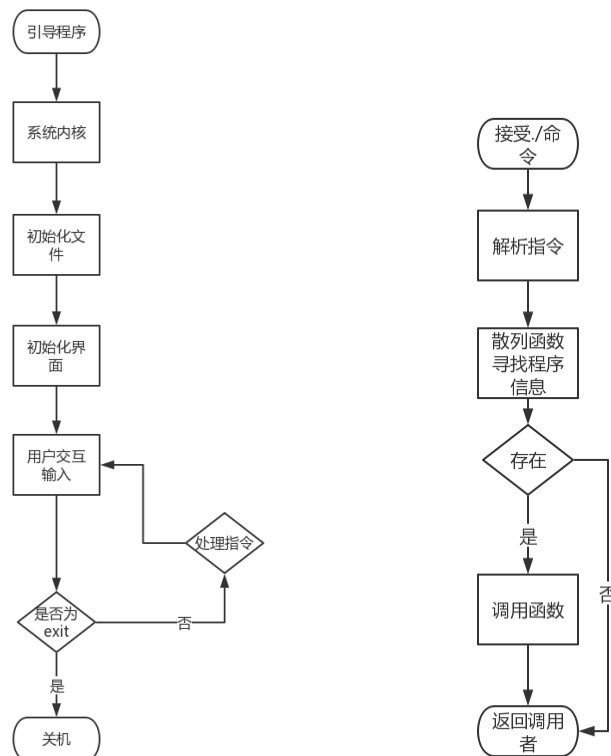 引导程序
系统内核
初始化文
件
初始化界
面
用户交互
输入
处理指令
是否为
exit
否
是
关机
接受./命
令
解析指令
散列函数
寻找程序
信息
存在
是
否
调用函数
返回调用
者